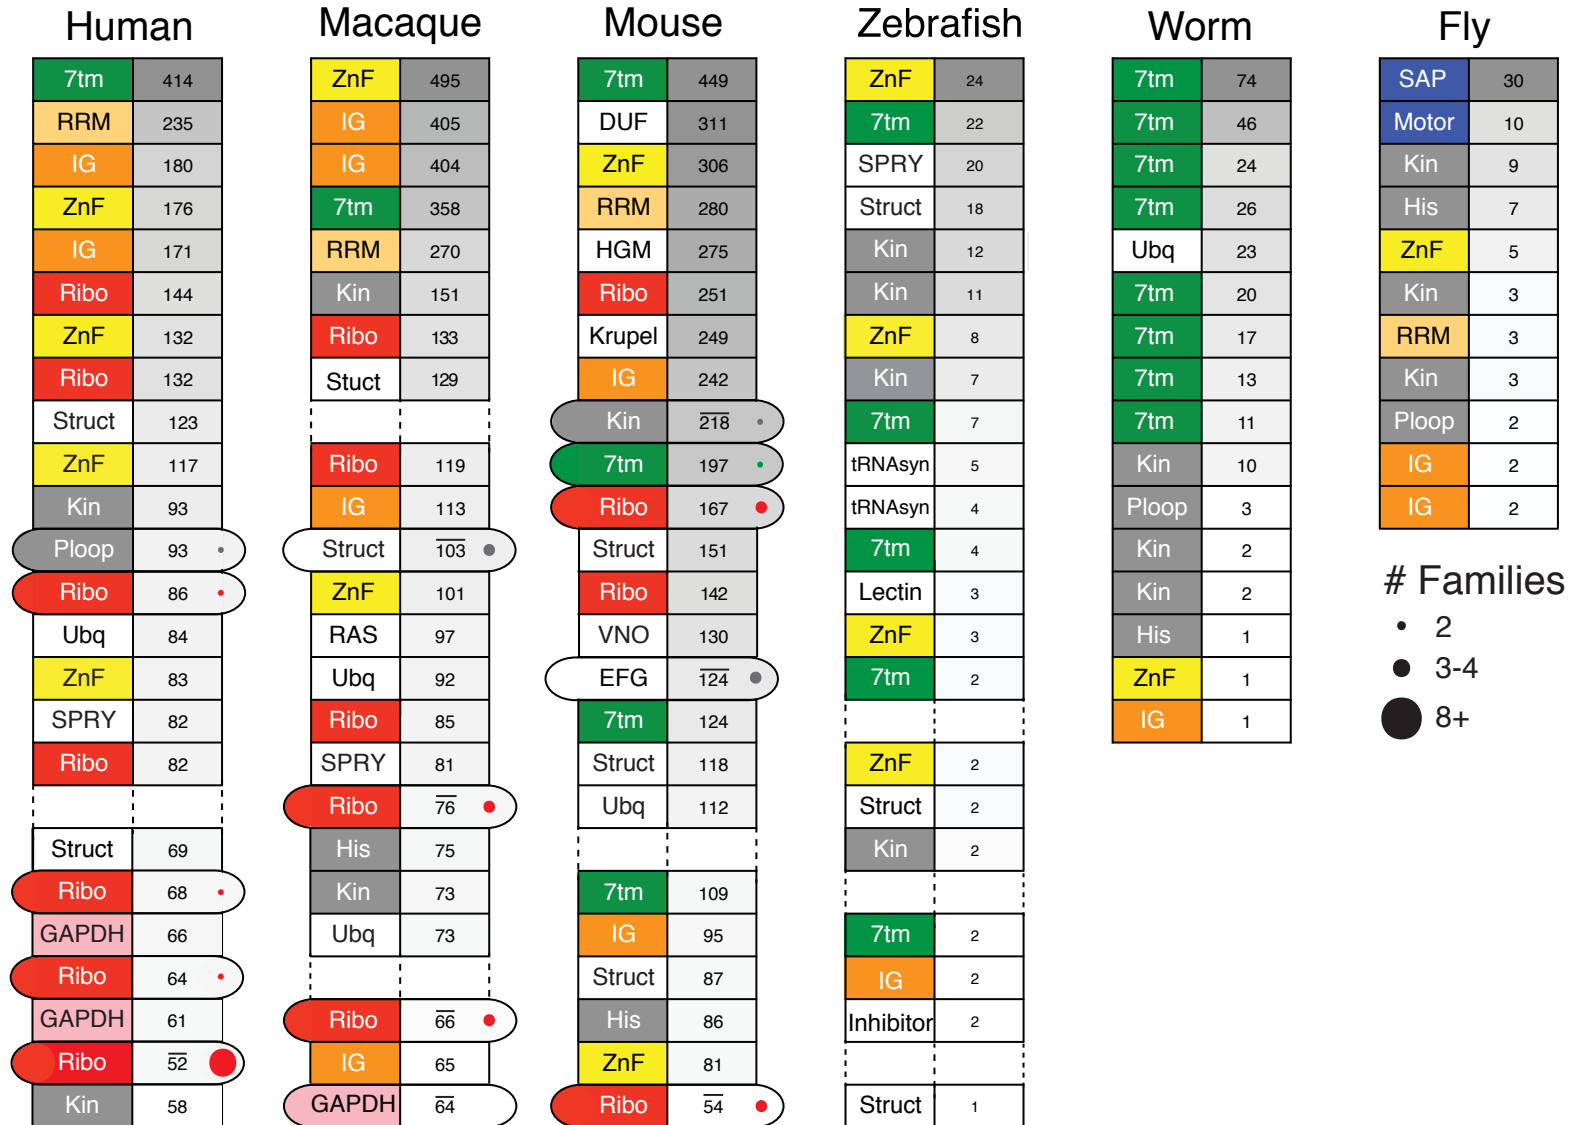 Human Macaque Mouse Zebrafish Worm Fly
7tm 414 ZnF 495 7tm 449 ZnF 24 7tm 74 SAP 30
RRM 235 IG 405 DUF 311 7tm 22 7tm 46 Motor 10
IG 180 IG 404 ZnF 306 SPRY 20 7tm 24 Kin 9
ZnF 176 7tm 358 RRM 280 Struct 18 7tm 26 His 7
IG 171 RRM 270 HGM 275 Kin 12 Ubq 23 ZnF 5
Ribo 144 Kin 151 Ribo 251 Kin 11 7tm 20 Kin 3
ZnF 132 Ribo 133 Krupel 249 ZnF 8 7tm 17 RRM 3
Ribo 132 Stuct 129 IG 242 Kin 7 7tm 13 Kin 3
Struct 123 Kin 218 7tm 7 7tm 11 Ploop 2
ZnF 117 Ribo 119 7tm 197 tRNAsyn 5 Kin 10 IG 2
Kin 93 IG 113 Ribo 167 tRNAsyn 4 Ploop 3 IG 2
Ploop 93 Struct 103 Struct 151 7tm 4 Kin 2
Ribo 86 ZnF 101 Ribo 142 Lectin 3 Kin 2 # Families
Ubq 84 RAS 97 VNO 130 ZnF 3 His 1 2
ZnF 83 Ubq 92 EFG 124 7tm 2 ZnF 1 3-4
SPRY 82 Ribo 85 7tm 124 IG 1 8+
Ribo 82 SPRY 81 Struct 118 ZnF 2
Ribo 76 Ubq 112 Struct 2
Struct 69 His 75 Kin 2
Ribo 68 Kin 73 7tm 109
GAPDH 66 Ubq 73 IG 95 7tm 2
Ribo 64 Struct 87 IG 2
GAPDH 61 Ribo 66 His 86 Inhibitor 2
Ribo 52 IG 65 ZnF 81
Kin 58 GAPDH 64 Ribo 54 Struct 1